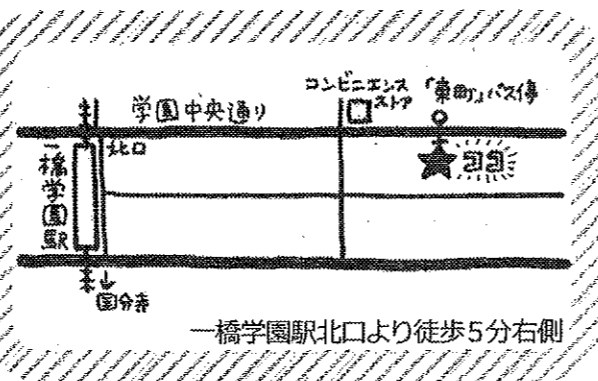 コンビニエンス
ストア
「東町」バス停
学園中央通り
北口
ココ
一橋学園駅
国分寺
一橋学園駅北口より徒歩5分右側